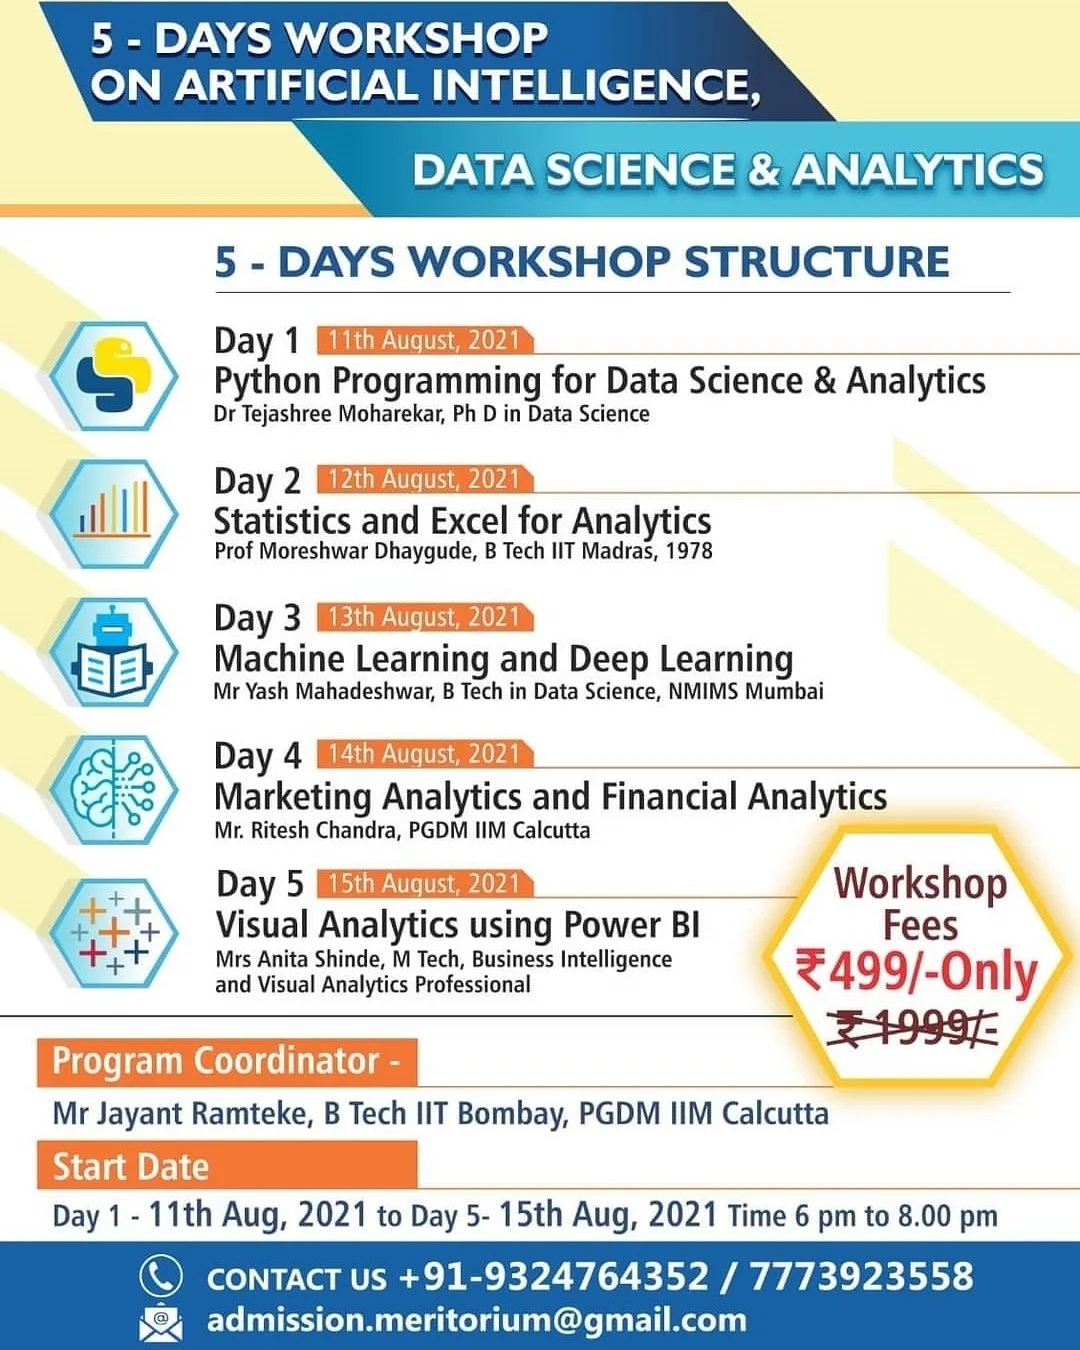 5 - DAYS WORKSHOP
ON ARTIFICIAL INTELLIGENCE,
DATA SCIENCE & ANALYTICS
5 - DAYS WORKSHOP STRUCTURE
Day 1 11th August, 2021
Python Programming for Data Science & Analytics
Dr Tejashree Moharekar, Ph D in Data Science
Day 2 12th August, 2021
Statistics and Excel for Analytics
Prof Moreshwar Dhaygude, B Tech IIT Madras, 1978
Day 3 13th August, 2021
Machine Learning and Deep Learning
Mr Yash Mahadeshwar, B Tech in Data Science, NMIMS Mumbai
Day 4 14th August, 2021
Marketing Analytics and Financial Analytics
Mr. Ritesh Chandra, PGDM IIM Calcutta
Day 5 15th August, 2021
Visual Analytics using Power BI
Mrs Anita Shinde, M Tech, Business Intelligence
and Visual Analytics Professional
Workshop
Fees
₹499/-Only
₹ 1999/-
Program Coordinator -
Mr Jayant Ramteke, B Tech IIT Bombay, PGDM IIM Calcutta
Start Date
Day 1 - 11th Aug, 2021 to Day 5- 15th Aug, 2021 Time 6 pm to 8.00 pm
CONTACT US +91-9324764352 / 7773923558
@ admission.meritorium@gmail.com